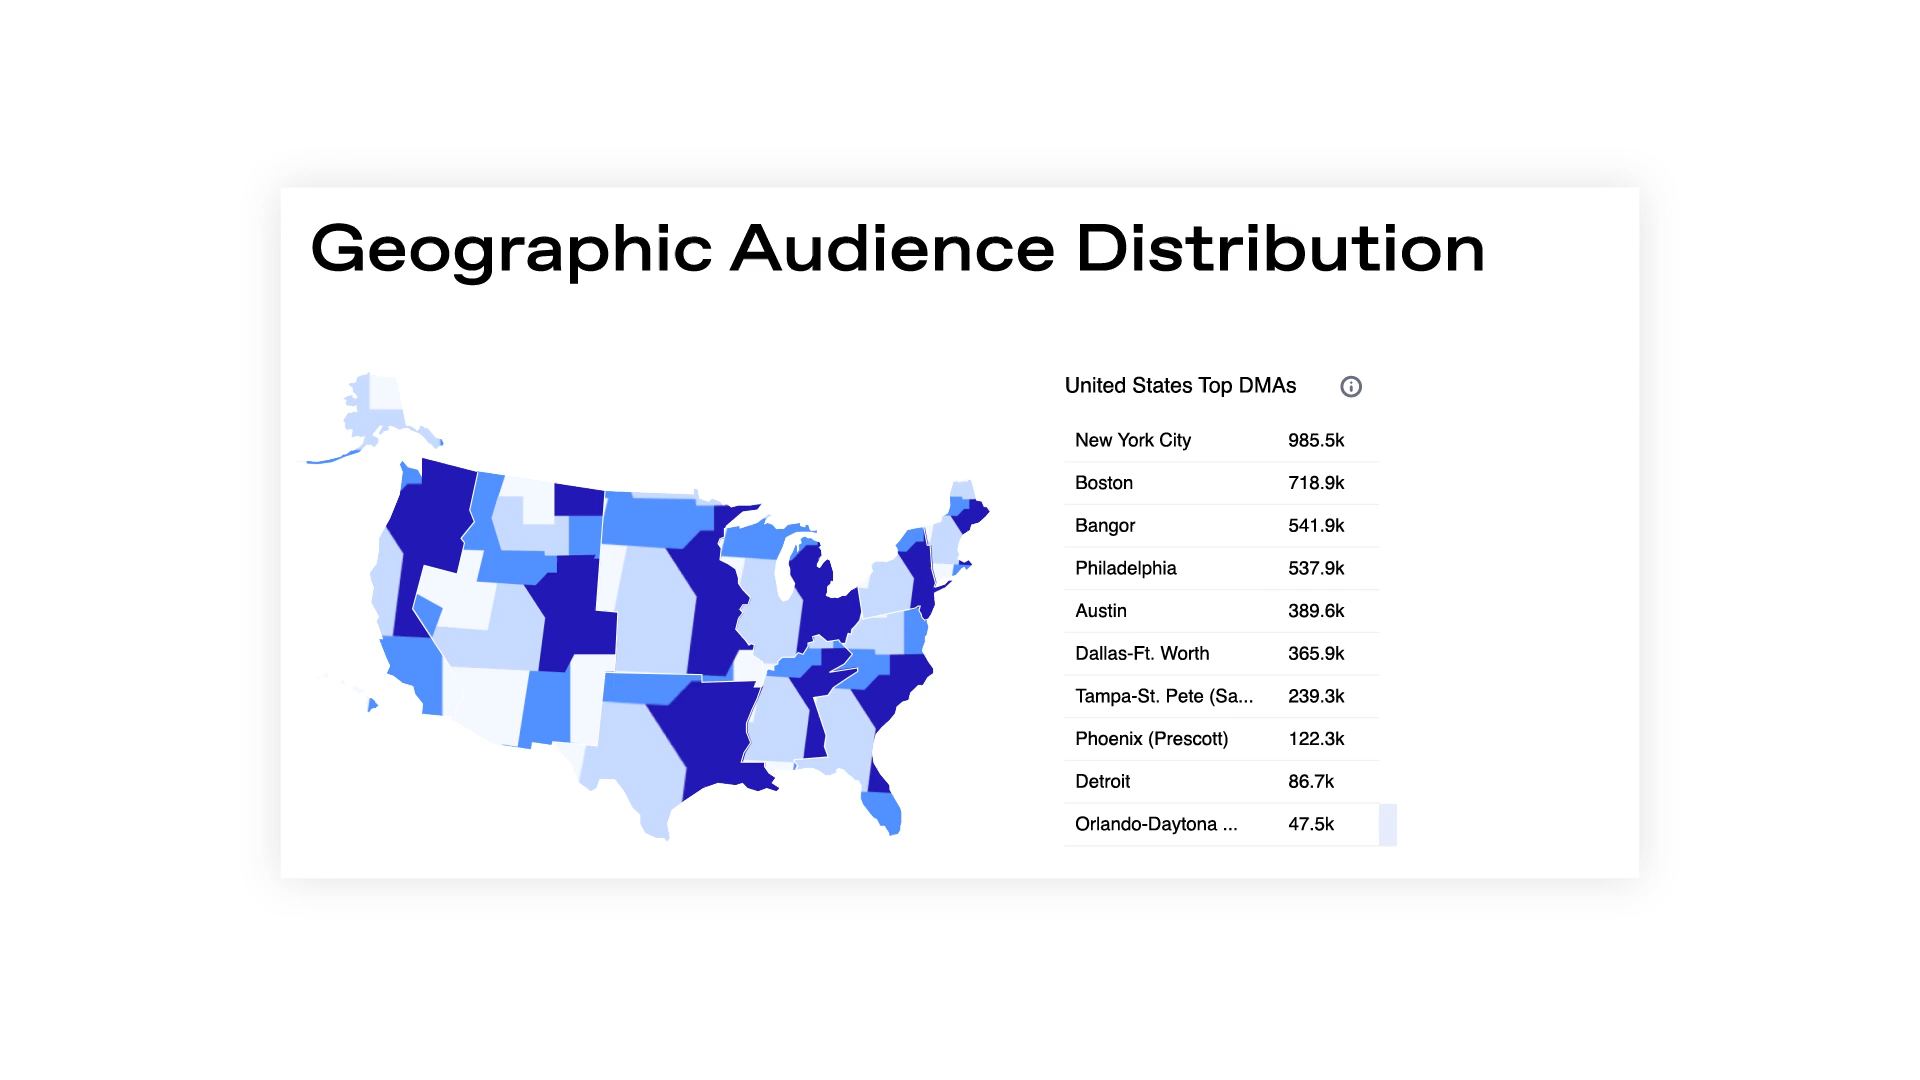 Geographic Audience Distribution
United States Top DMAs
New York City 985.5k
Boston 718.9k
Bangor 541.9k
Philadelphia 537.9k
Austin 389.6k
Dallas-Ft. Worth 365.9k
Tampa-St. Pete (Sa... 239.3k
Phoenix (Prescott) 122.3k
Detroit 86.7k
Orlando-Daytona ... 47.5k